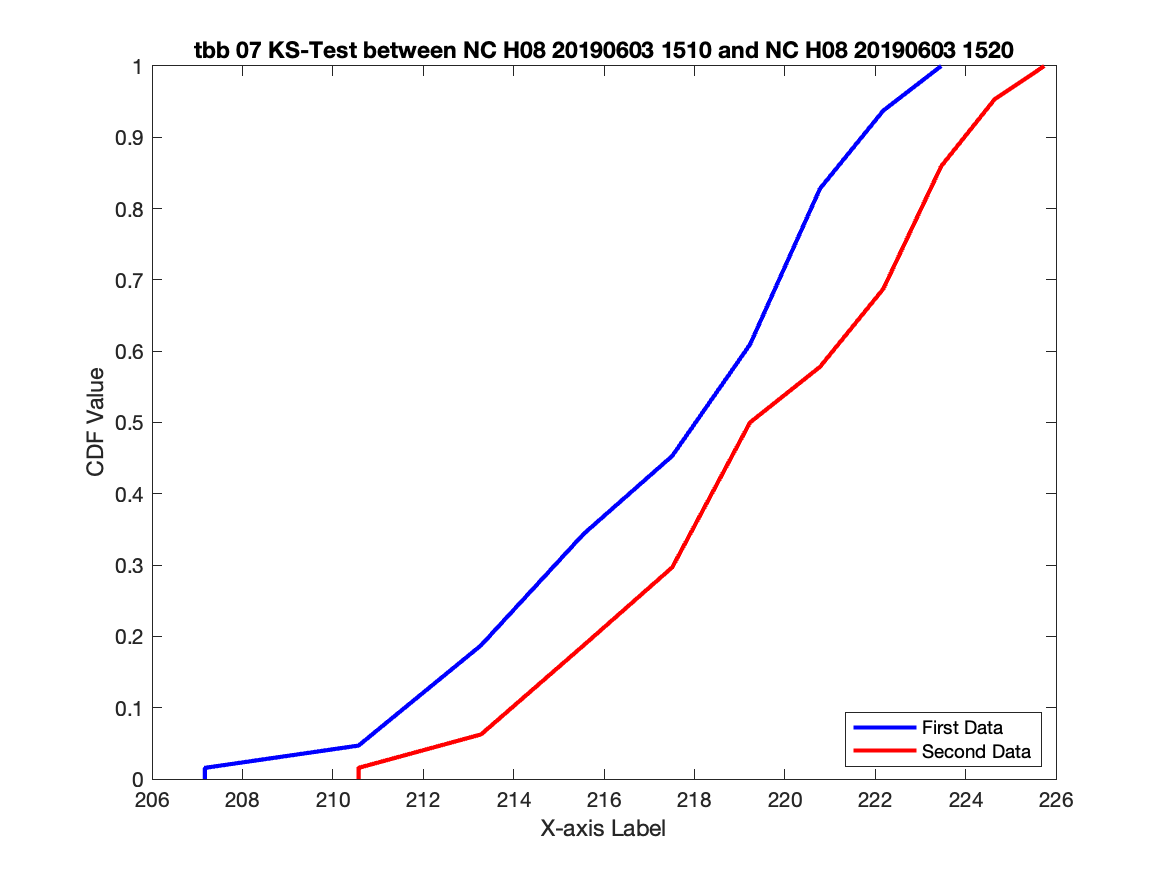 tbb 07 KS-Test between NC H08 20190603 1510 and NC H08 20190603 1520
1
0.9
0.8
0.7
0.6
0.5
0.4
0.3
0.2
0.1
0
CDF Value
First Data
Second Data
206 208 210 212 214 216 218 220 222 224 226
X-axis Label